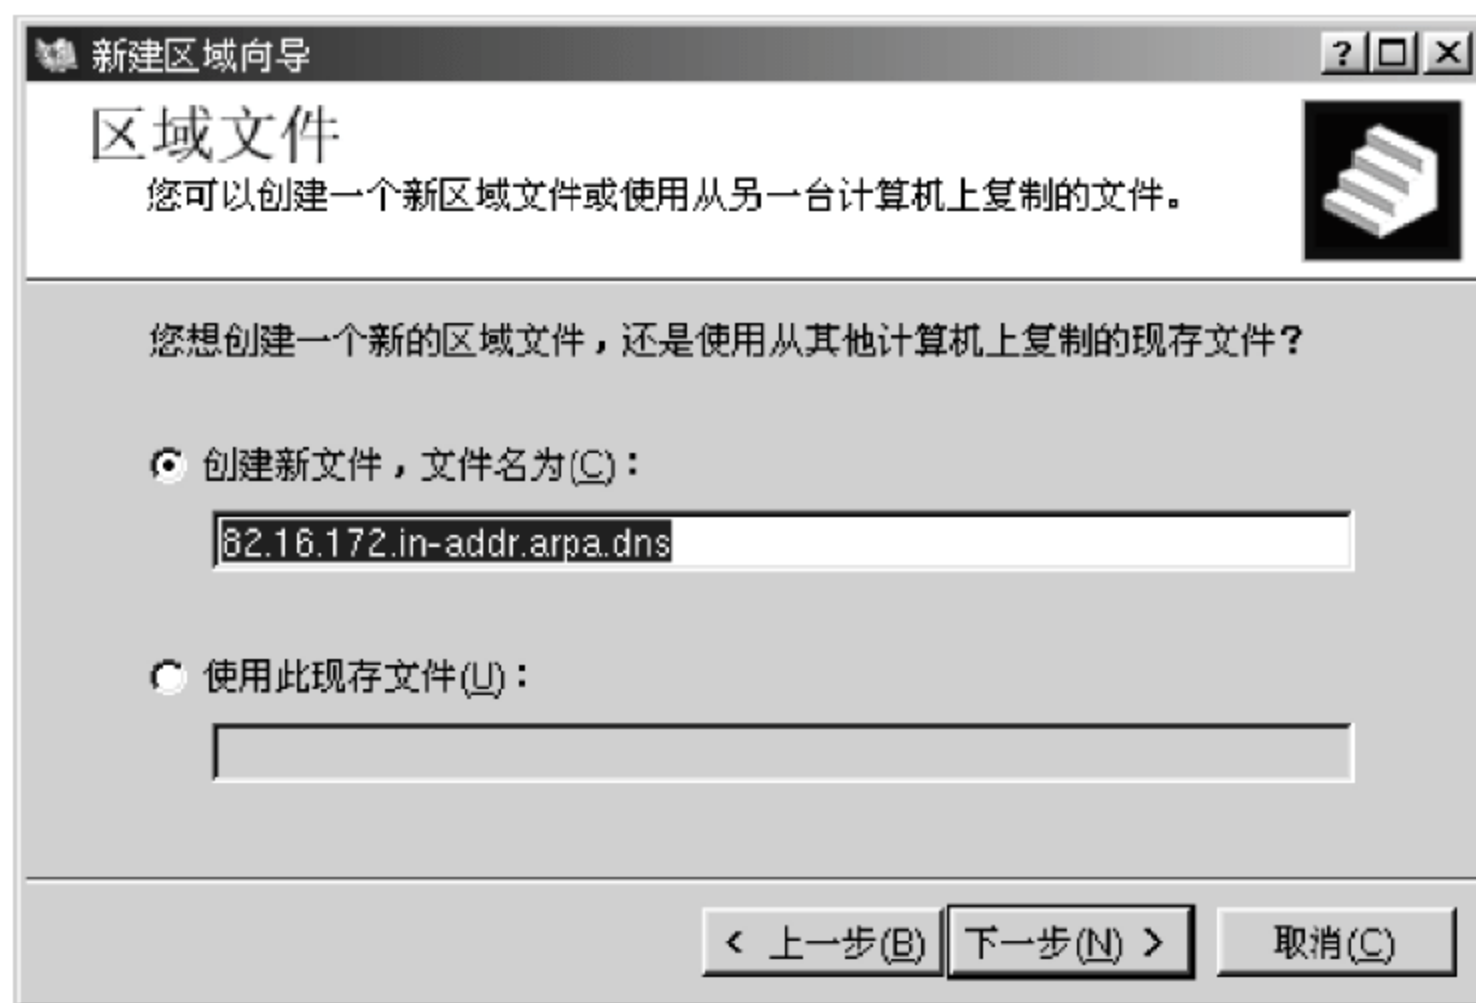 新建区域向导
区域文件
您可以创建一个新区域文件或使用从另一台计算机上复制的文件。
您想创建一个新的区域文件，还是使用从其他计算机上复制的现存文件？
创建新文件，文件名为(C)：
82.16.172.in-addr.arpa.dns
使用此现存文件(U)：
< 上一步(B) 下一步(N) > 取消(C)